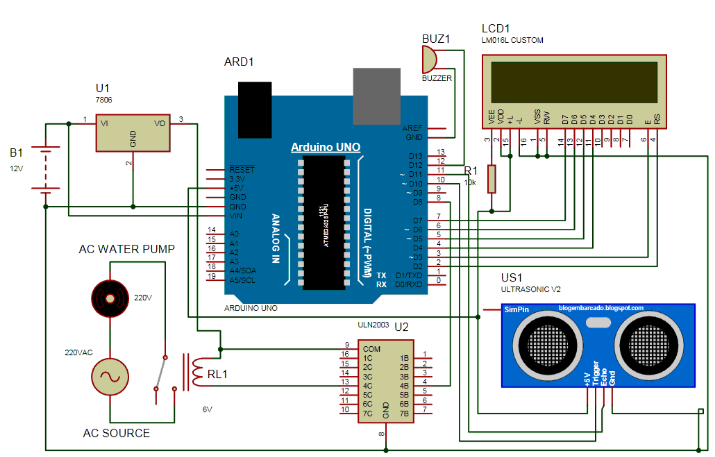 BUZ1
BUZZER
LCD1
LM016L CUSTOM
VEE
VDD
+L
-L
VSS
RW
D7
D6
D5
D4
D3
D2
D1
D0
E
RS
3
2
15
16
1
5
14
13
12
11
10
9
8
7
6
4
U1
7806
1
VI
VO
3
GND
2
B1
12V
ARD1
Arduino UNO
RESET
3.3V
+5V
GND
GND
VIN
14
A0
15
A1
16
A2
17
A3
18
A4/SDA
19
A5/SCL
ANALOG IN
DIGITAL (~PWM)
AREF
GND
D13
13
D12
12
~
D11
11
~
D10
10
~
D9
9
D8
8
D7
7
~
D6
6
~
D5
5
D4
4
~
D3
3
D2
2
TX
D1/TXD
1
RX
D0/RXD
0
ARDUINO UNO
R1
10k
AC WATER PUMP
220V
220VAC
AC SOURCE
RL1
6V
ULN2003
U2
9
COM
16
1C
1B
1
15
2C
2B
2
14
3C
3B
3
13
4C
4B
4
12
5C
5B
5
11
6C
6B
6
10
7C
7B
7
GND
8
US1
ULTRASONIC V2
SimPin
blogembarcado.blogspot.com
+5V
Trigger
Echo
Gnd